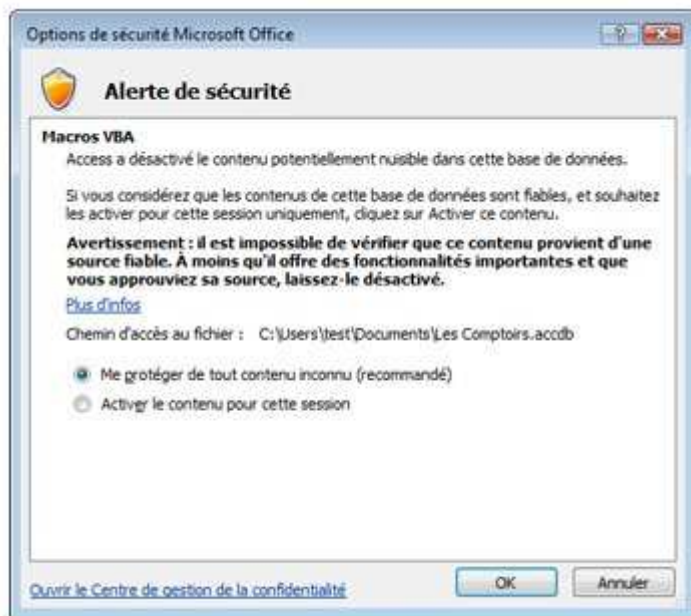 Options de sécurité Microsoft Office
Alerte de sécurité
Macros VBA
Access a désactivé le contenu potentiellement nuisible dans cette base de données.
Si vous considérez que les contenus de cette base de données sont fiables, et souhaitez
les activer pour cette session uniquement, cliquez sur Activer ce contenu.
Avertissement : il est impossible de vérifier que ce contenu provient d'une
source fiable. À moins qu'il offre des fonctionnalités importantes et que
vous approuviez sa source, laissez-le désactivé.
Plus d'infos
Chemin d'accès au fichier : C:\Users\test\Documents\Les Comptoirs.accdb
Me protéger de tout contenu inconnu (recommandé)
Activer le contenu pour cette session
Ouvrir le Centre de gestion de la confidentialité
OK
Annuler